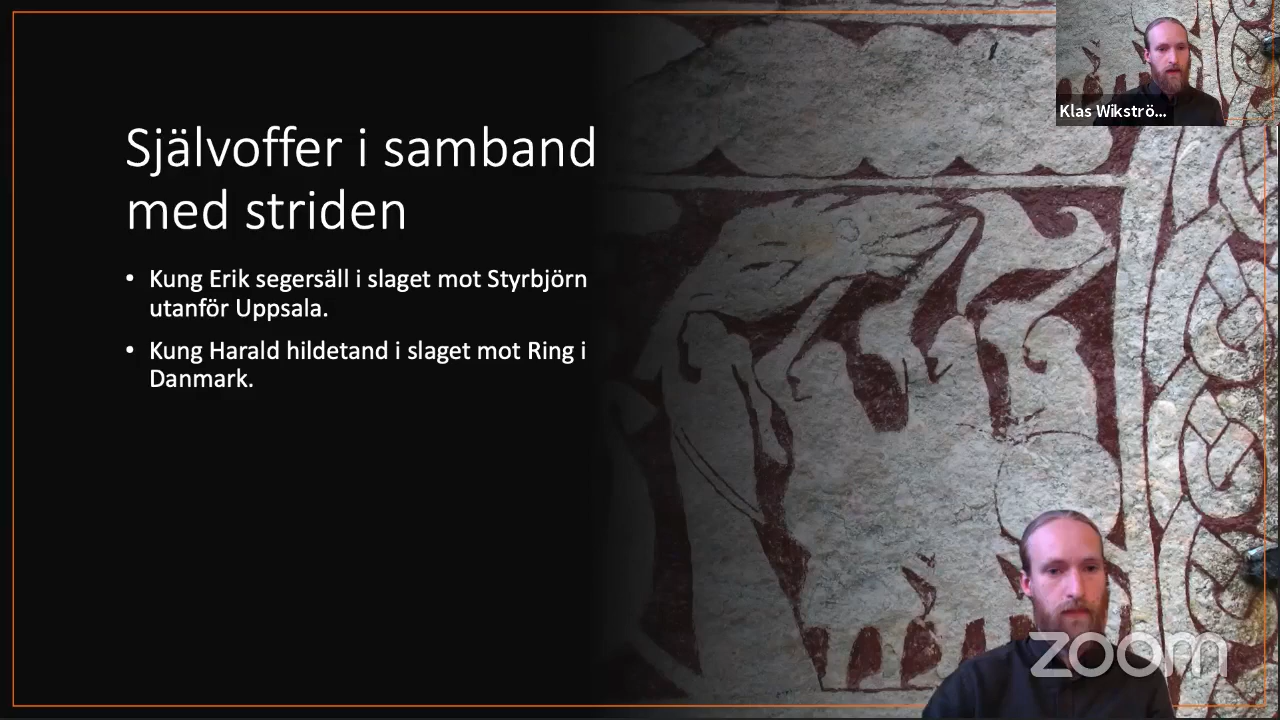 Klas Wikströ...
Självoffer i samband
med striden
• Kung Erik segersäll i slaget mot Styrbjörn
utanför Uppsala.
• Kung Harald hildetand i slaget mot Ring i
Danmark.
zoom